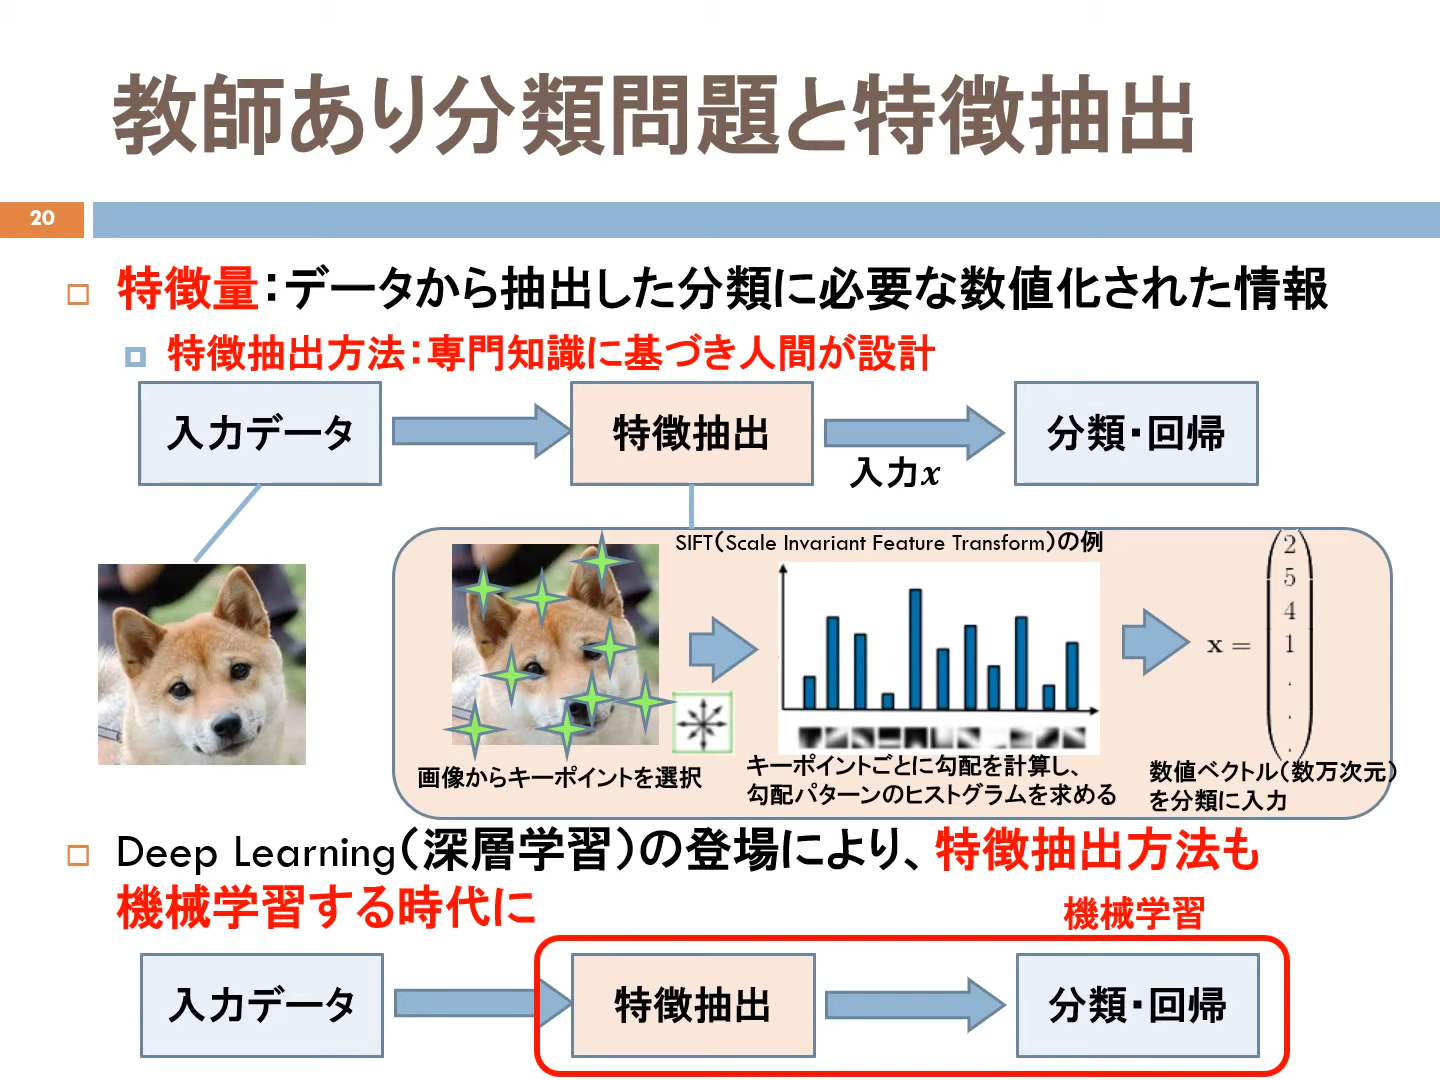 教師あり分類問題と特徴抽出
20
特徴量：データから抽出した分類に必要な数値化された情報
特徴抽出方法：専門知識に基づき人間が設計
入力データ
特徴抽出
分類・回帰
入力x
SIFT（Scale Invariant Feature Transform）の例
x =
2
5
4
1
.
.
.
画像からキーポイントを選択
キーポイントごとに勾配を計算し、
勾配パターンのヒストグラムを求める
数値ベクトル（数万次元）
を分類に入力
Deep Learning（深層学習）の登場により、特徴抽出方法も
機械学習する時代に
機械学習
入力データ
特徴抽出
分類・回帰